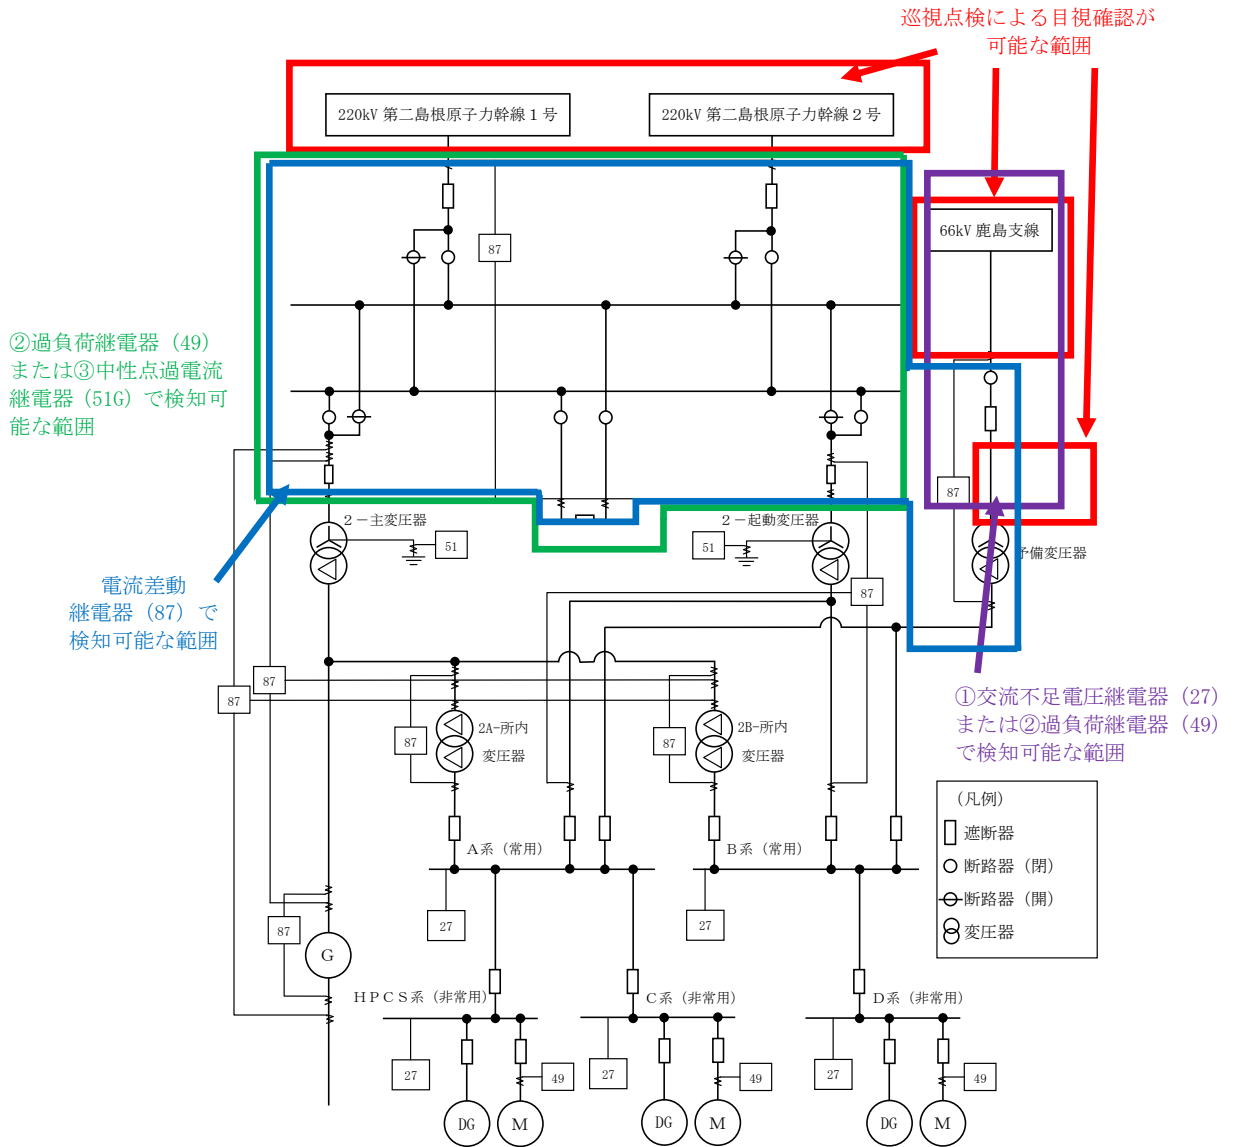 巡視点検による目視確認が
可能な範囲
220kV 第二島根原子力幹線１号
220kV 第二島根原子力幹線２号
66kV 鹿島支線
87
②過負荷継電器（49）
または③中性点過電流
継電器（51G）で検知可
能な範囲
87
２－主変圧器
51
２－起動変圧器
51
予備変圧器
電流差動
継電器（87）で
検知可能な範囲
87
87
87
①交流不足電圧継電器（27）
または②過負荷継電器（49）
で検知可能な範囲
2A-所内
変圧器
87
2B-所内
変圧器
87
（凡例）
遮断器
断路器（閉）
断路器（開）
変圧器
Ａ系（常用）
Ｂ系（常用）
27
27
87
G
ＨＰＣＳ系（非常用）
Ｃ系（非常用）
Ｄ系（非常用）
27
49
27
49
27
49
DG
M
DG
M
DG
M